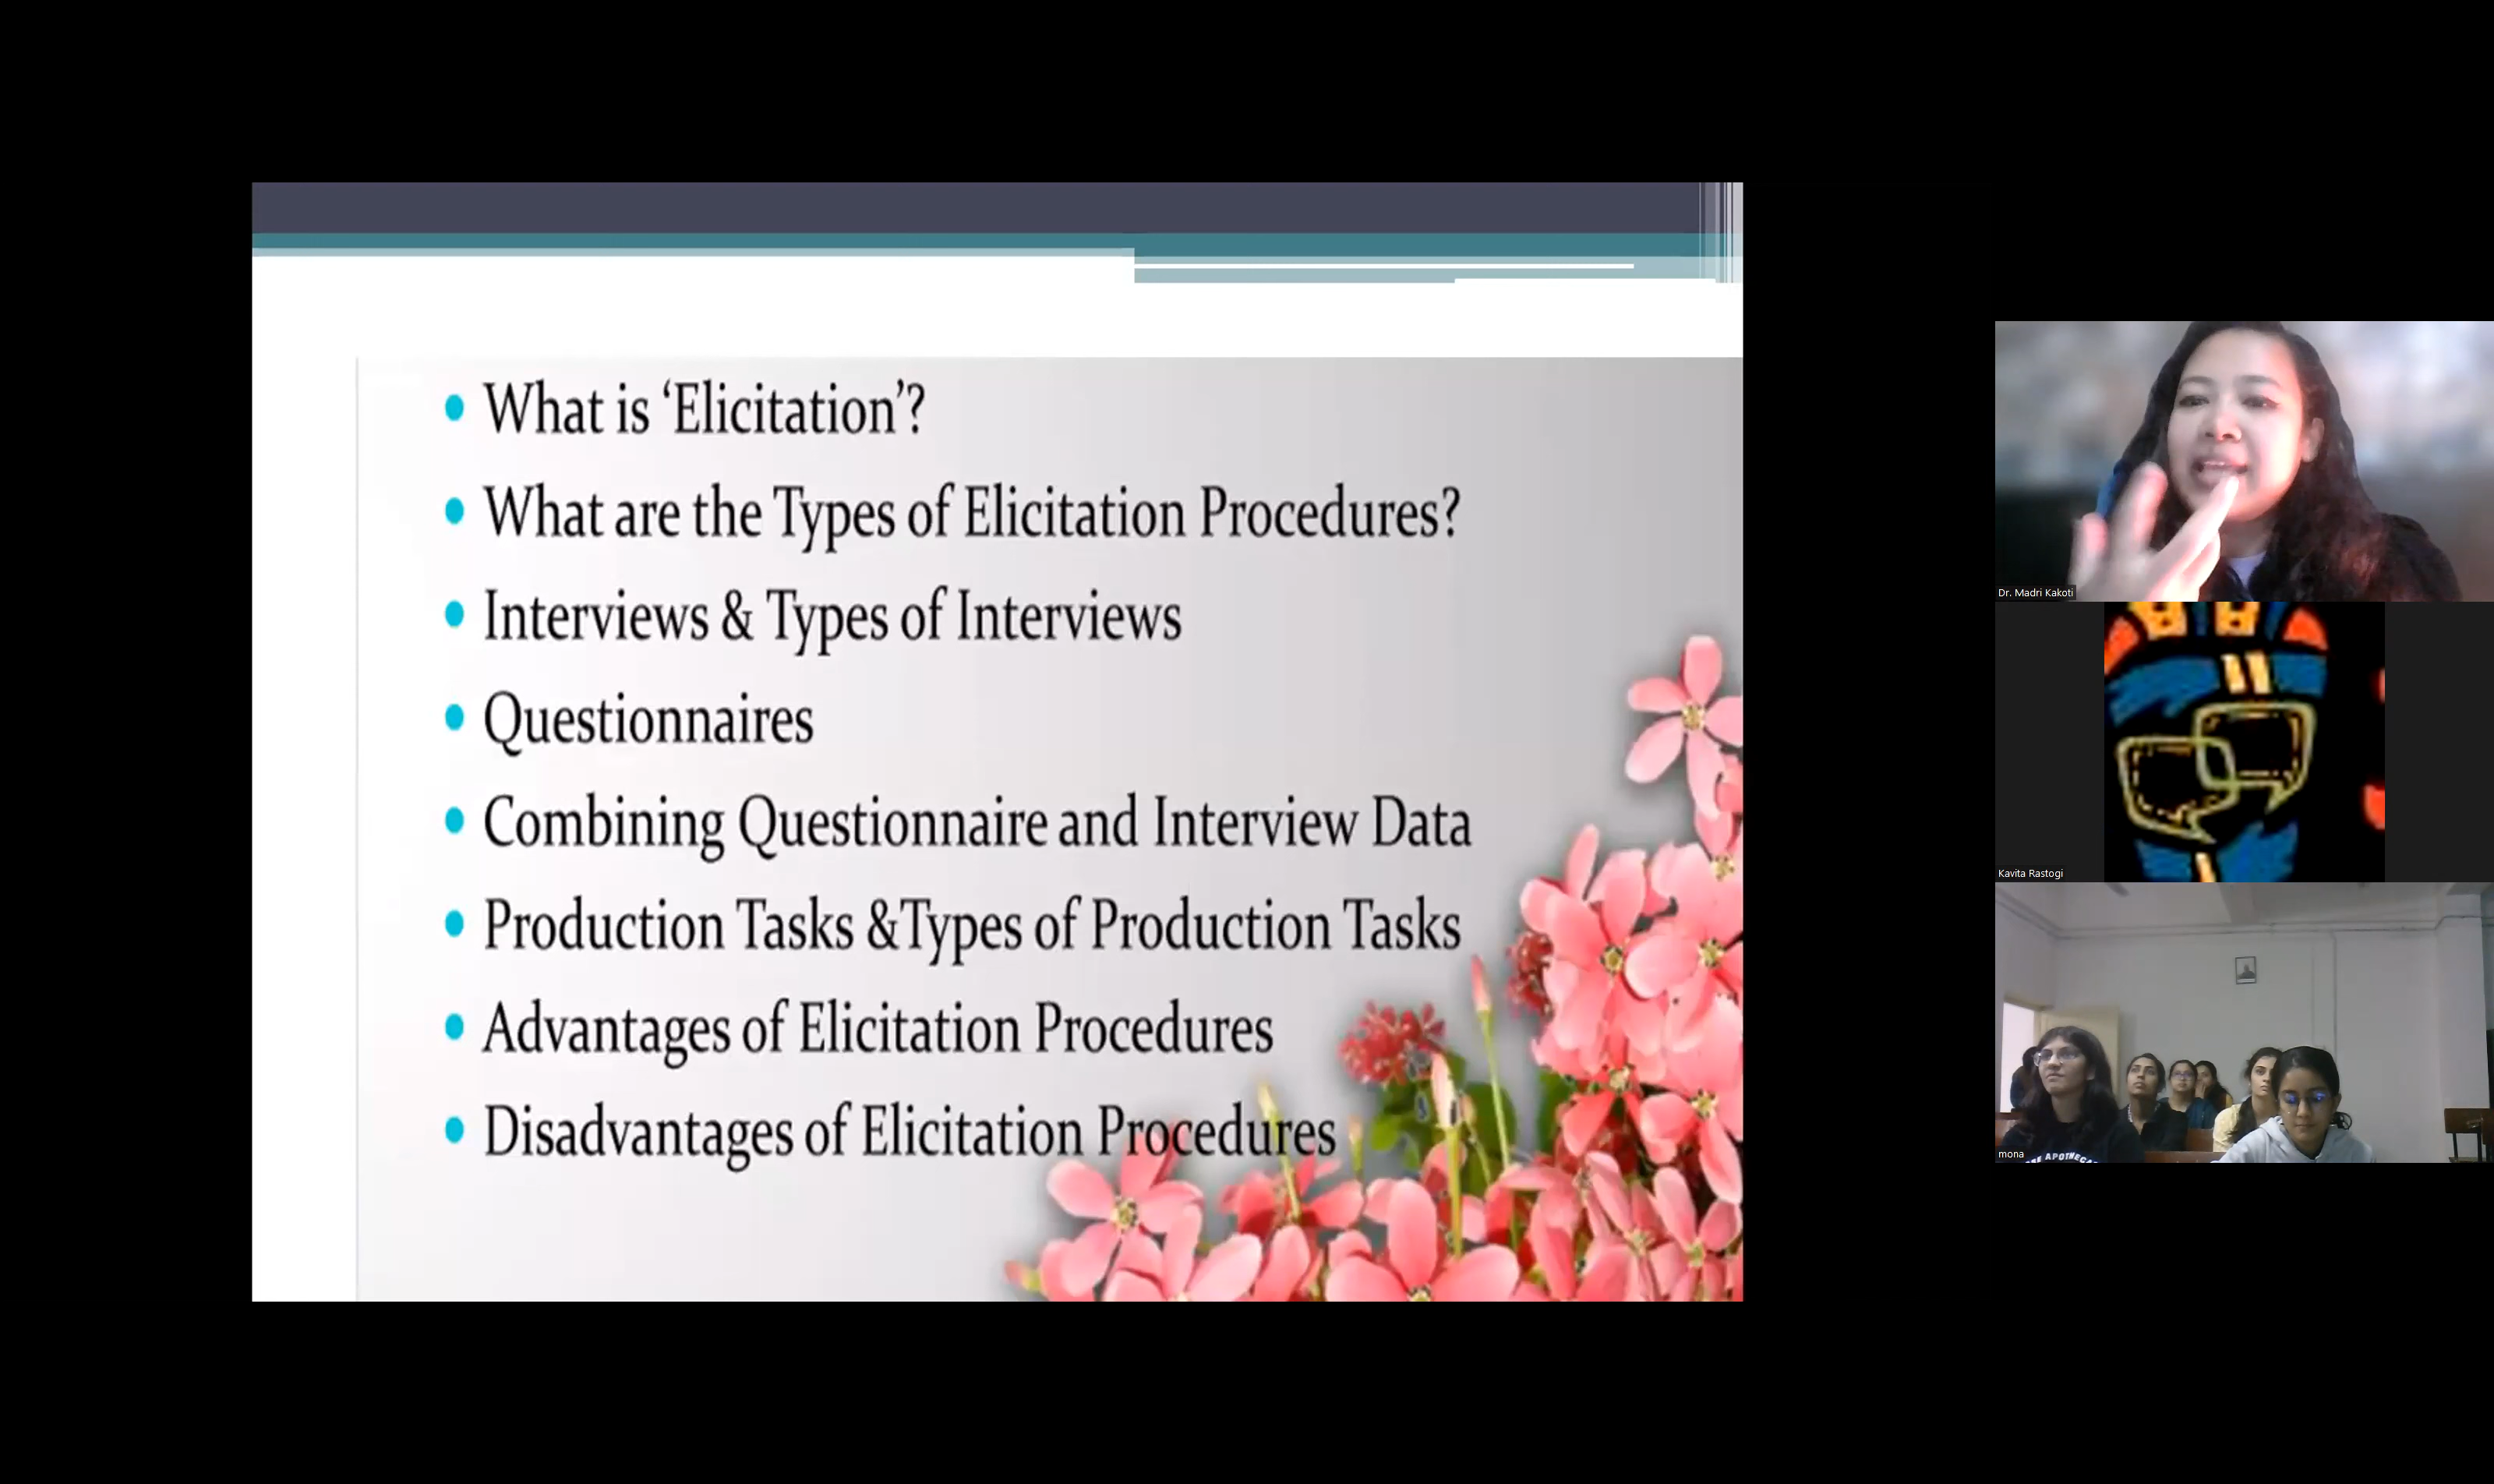 What is ‘Elicitation’?
What are the Types of Elicitation Procedures?
Interviews & Types of Interviews
Questionnaires
Combining Questionnaire and Interview Data
Production Tasks &Types of Production Tasks
Advantages of Elicitation Procedures
Disadvantages of Elicitation Procedures
Dr. Madri Kakoti
Kavita Rastogi
mona